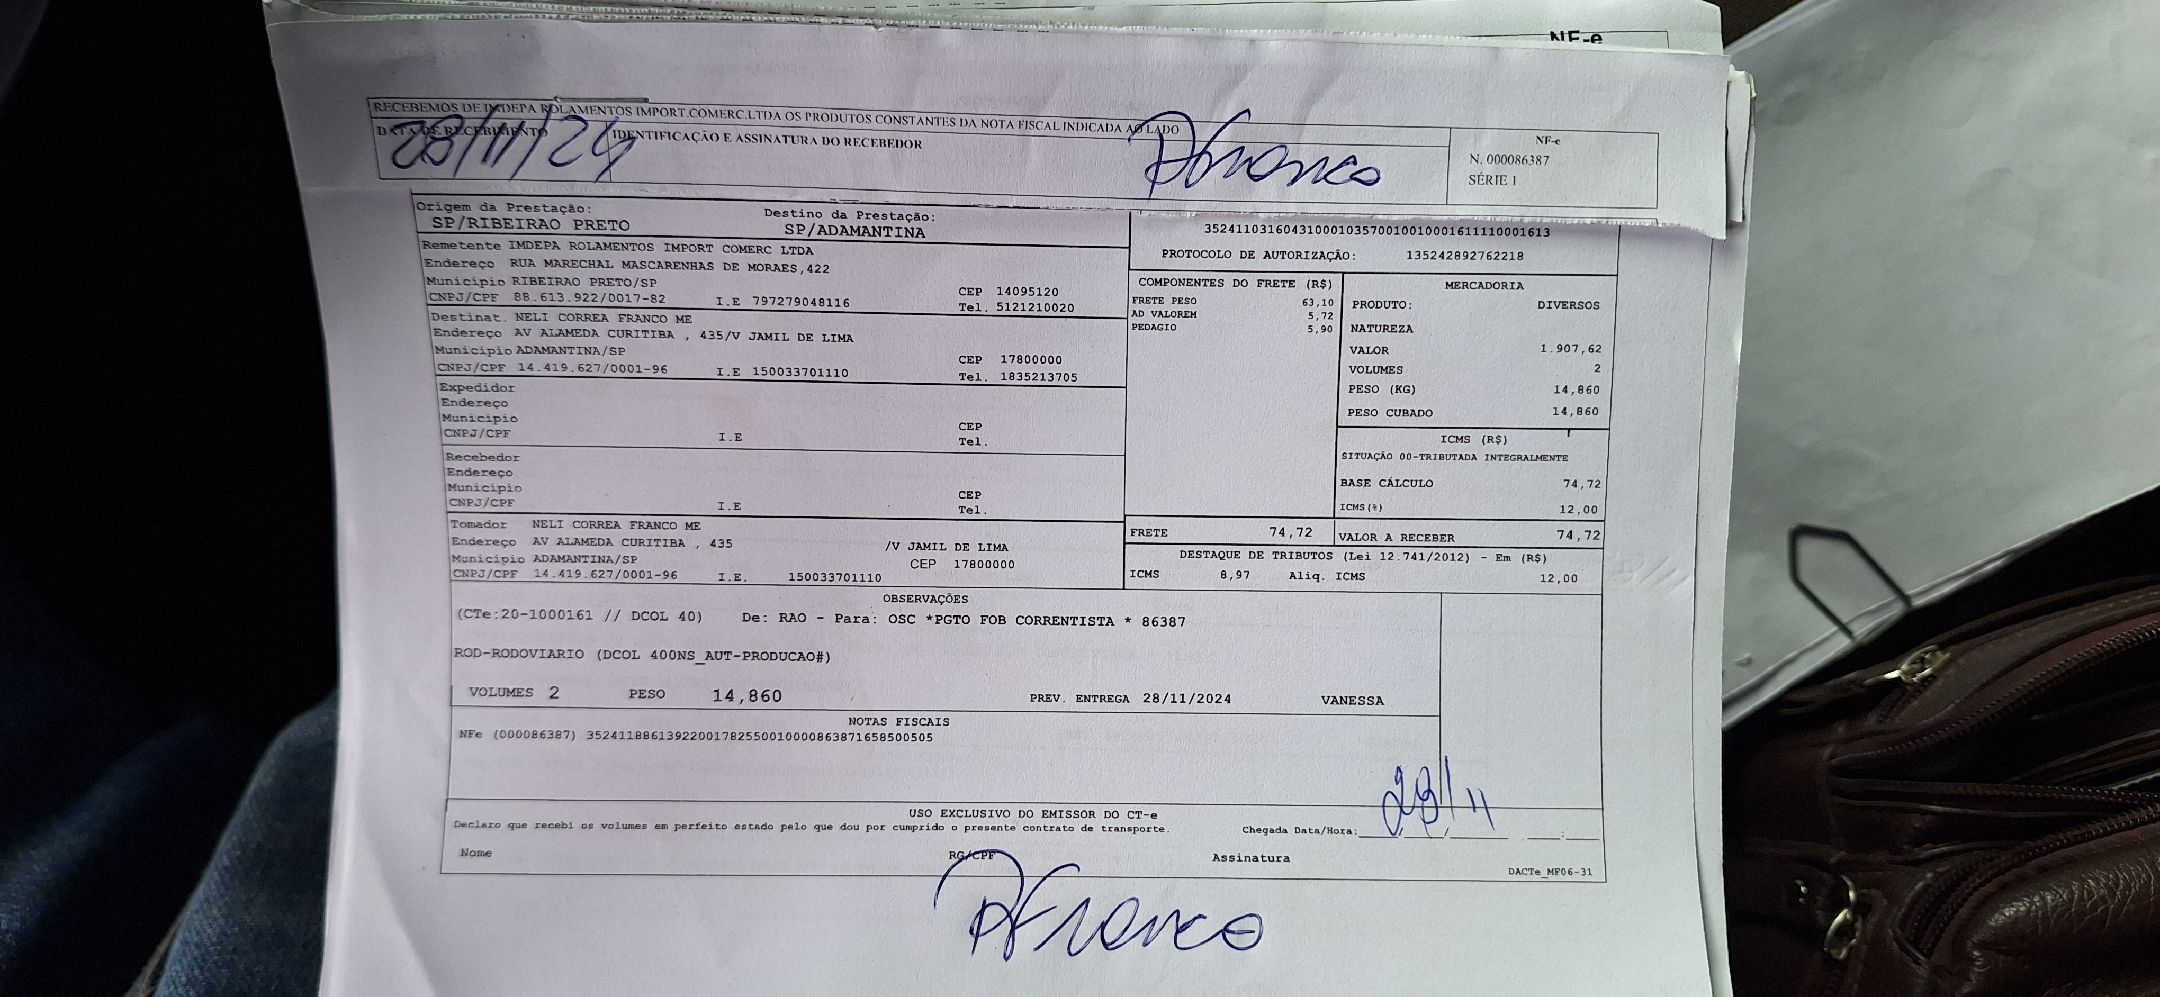 NF-e
RECEBEMOS DE IMDEPA ROLAMENTOS IMPORT.COMERC.LTDA OS PRODUTOS CONSTANTES DA NOTA FISCAL INDICADA AO LADO
DATA DE RECEBIMENTO IDENTIFICAÇÃO E ASSINATURA DO RECEBEDOR
28/11/24 Franco
NF-e
N. 000086387
SÉRIE 1
Origem da Prestação: Destino da Prestação:
SP/RIBEIRAO PRETO SP/ADAMANTINA
35241103160431000103570010010001611110001613
PROTOCOLO DE AUTORIZAÇÃO: 135242892762218
Remetente IMDEPA ROLAMENTOS IMPORT COMERC LTDA
Endereço RUA MARECHAL MASCARENHAS DE MORAES,422
Município RIBEIRAO PRETO/SP CEP 14095120
CNPJ/CPF 88.613.922/0017-82 I.E 797279048116 Tel. 5121210020
Destinat. NELI CORREA FRANCO ME
Endereço AV ALAMEDA CURITIBA , 435/V JAMIL DE LIMA
Município ADAMANTINA/SP CEP 17800000
CNPJ/CPF 14.419.627/0001-96 I.E 150033701110 Tel. 1835213705
Expedidor
Endereço
Município CEP
CNPJ/CPF I.E Tel.
Recebedor
Endereço
Município CEP
CNPJ/CPF I.E Tel.
Tomador NELI CORREA FRANCO ME
Endereço AV ALAMEDA CURITIBA , 435 /V JAMIL DE LIMA
Município ADAMANTINA/SP CEP 17800000
CNPJ/CPF 14.419.627/0001-96 I.E. 150033701110
COMPONENTES DO FRETE (R$)
FRETE PESO 63,10
AD VALOREM 5,72
PEDAGIO 5,90
MERCADORIA
PRODUTO: DIVERSOS
NATUREZA
VALOR 1.907,62
VOLUMES 2
PESO (KG) 14,860
PESO CUBADO 14,860
ICMS (R$)
SITUAÇÃO 00-TRIBUTADA INTEGRALMENTE
BASE CÁLCULO 74,72
ICMS(%) 12,00
FRETE 74,72 VALOR A RECEBER 74,72
DESTAQUE DE TRIBUTOS (Lei 12.741/2012) - Em (R$)
ICMS 8,97 Aliq. ICMS 12,00
OBSERVAÇÕES
(CTe:20-1000161 // DCOL 40) De: RAO - Para: OSC *PGTO FOB CORRENTISTA * 86387
ROD-RODOVIARIO (DCOL 400NS_AUT-PRODUCAO#)
VOLUMES 2 PESO 14,860 PREV. ENTREGA 28/11/2024 VANESSA
NOTAS FISCAIS
NFe (000086387) 35241188613922001782550010000863871658500505
USO EXCLUSIVO DO EMISSOR DO CT-e
Declaro que recebi os volumes em perfeito estado pelo que dou por cumprido o presente contrato de transporte. Chegada Data/Hora:
Nome RG/CPF Assinatura
DACTe_MF06-31
Franco